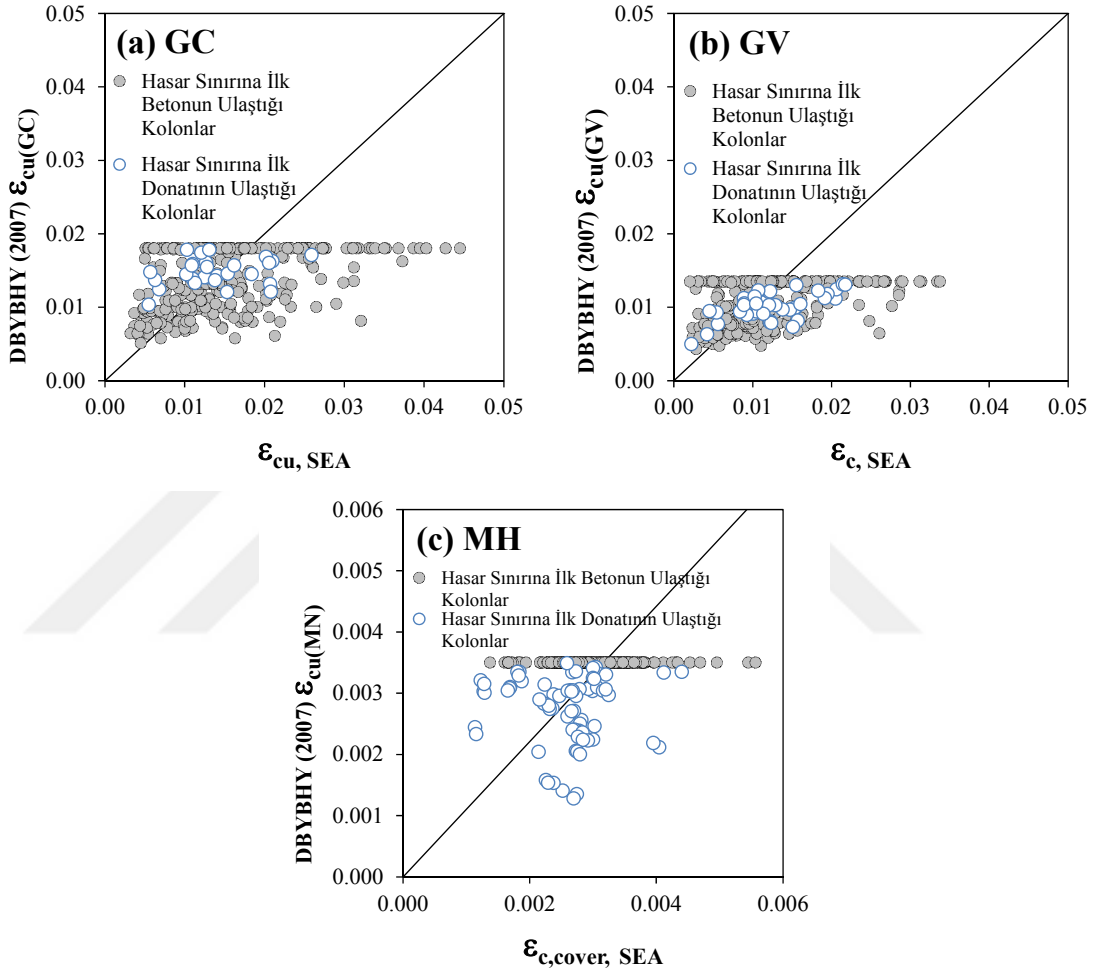 (a) GC
Hasar Sınırına İlk
Betonun Ulaştığı
Kolonlar
Hasar Sınırına İlk
Donatının Ulaştığı
Kolonlar
0.05
0.04
0.03
0.02
0.01
0.00
0.00 0.01 0.02 0.03 0.04 0.05
DBYBHY (2007) εcu(GC)
εcu, SEA
(b) GV
Hasar Sınırına İlk
Betonun Ulaştığı
Kolonlar
Hasar Sınırına İlk
Donatının Ulaştığı
Kolonlar
0.05
0.04
0.03
0.02
0.01
0.00
0.00 0.01 0.02 0.03 0.04 0.05
DBYBHY (2007) εcu(GV)
εc, SEA
(c) MH
Hasar Sınırına İlk Betonun Ulaştığı
Kolonlar
Hasar Sınırına İlk Donatının Ulaştığı
Kolonlar
0.006
0.005
0.004
0.003
0.002
0.001
0.000
0.000 0.002 0.004 0.006
DBYBHY (2007) εcu(MN)
εc,cover, SEA